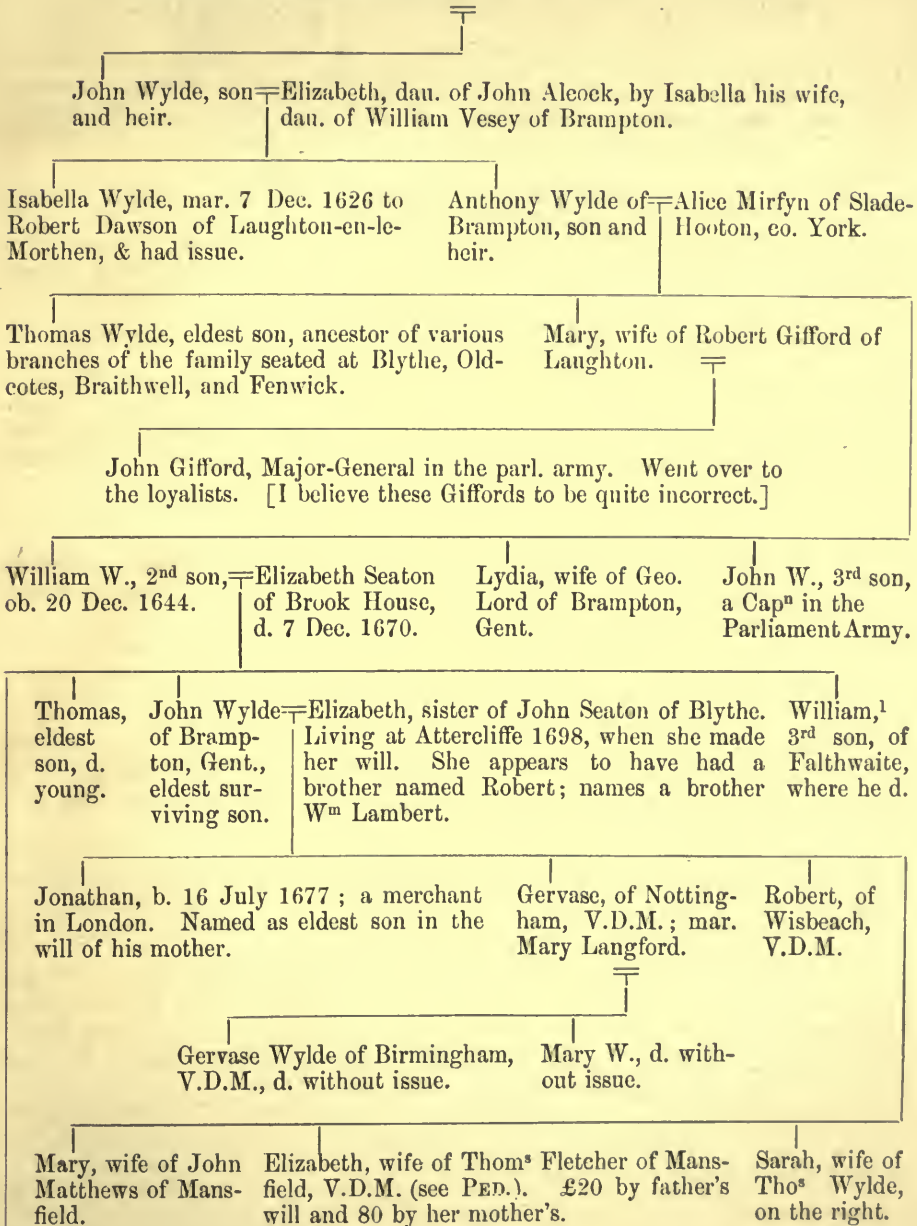 John Wylde, son=Elizabeth, dau. of John Alcock, by Isabella his wife,
and heir. dau. of William Vesey of Brampton.
Isabella Wylde, mar. 7 Dec. 1626 to Anthony Wylde of=Alice Mirfyn of Slade-
Robert Dawson of Laughton-en-le- Brampton, son and Hooton, co. York.
Morthen, & had issue. heir.
Thomas Wylde, eldest son, ancestor of various Mary, wife of Robert Gifford of
branches of the family seated at Blythe, Old- Laughton.
cotes, Braithwell, and Fenwick.
John Gifford, Major-General in the parl. army. Went over to
the loyalists. [I believe these Giffords to be quite incorrect.]
William W., 2nd son,=Elizabeth Seaton Lydia, wife of Geo. John W., 3rd son,
ob. 20 Dec. 1644. of Brook House, Lord of Brampton, a Capn in the
d. 7 Dec. 1670. Gent. Parliament Army.
Thomas, John Wylde=Elizabeth, sister of John Seaton of Blythe. William,1
eldest of Bramp- Living at Attercliffe 1698, when she made 3rd son, of
son, d. ton, Gent., her will. She appears to have had a Falthwaite,
young. eldest sur- brother named Robert; names a brother where he d.
viving son. Wm Lambert.
Jonathan, b. 16 July 1677 ; a merchant Gervase, of Notting- Robert, of
in London. Named as eldest son in the ham, V.D.M.; mar. Wisbeach,
will of his mother. Mary Langford. V.D.M.
Gervase Wylde of Birmingham, Mary W., d. with-
V.D.M., d. without issue. out issue.
Mary, wife of John Elizabeth, wife of Thoms Fletcher of Mans- Sarah, wife of
Matthews of Mans- field, V.D.M. (see PED.). £20 by father's Thos Wylde,
field. will and 80 by her mother's. on the right.